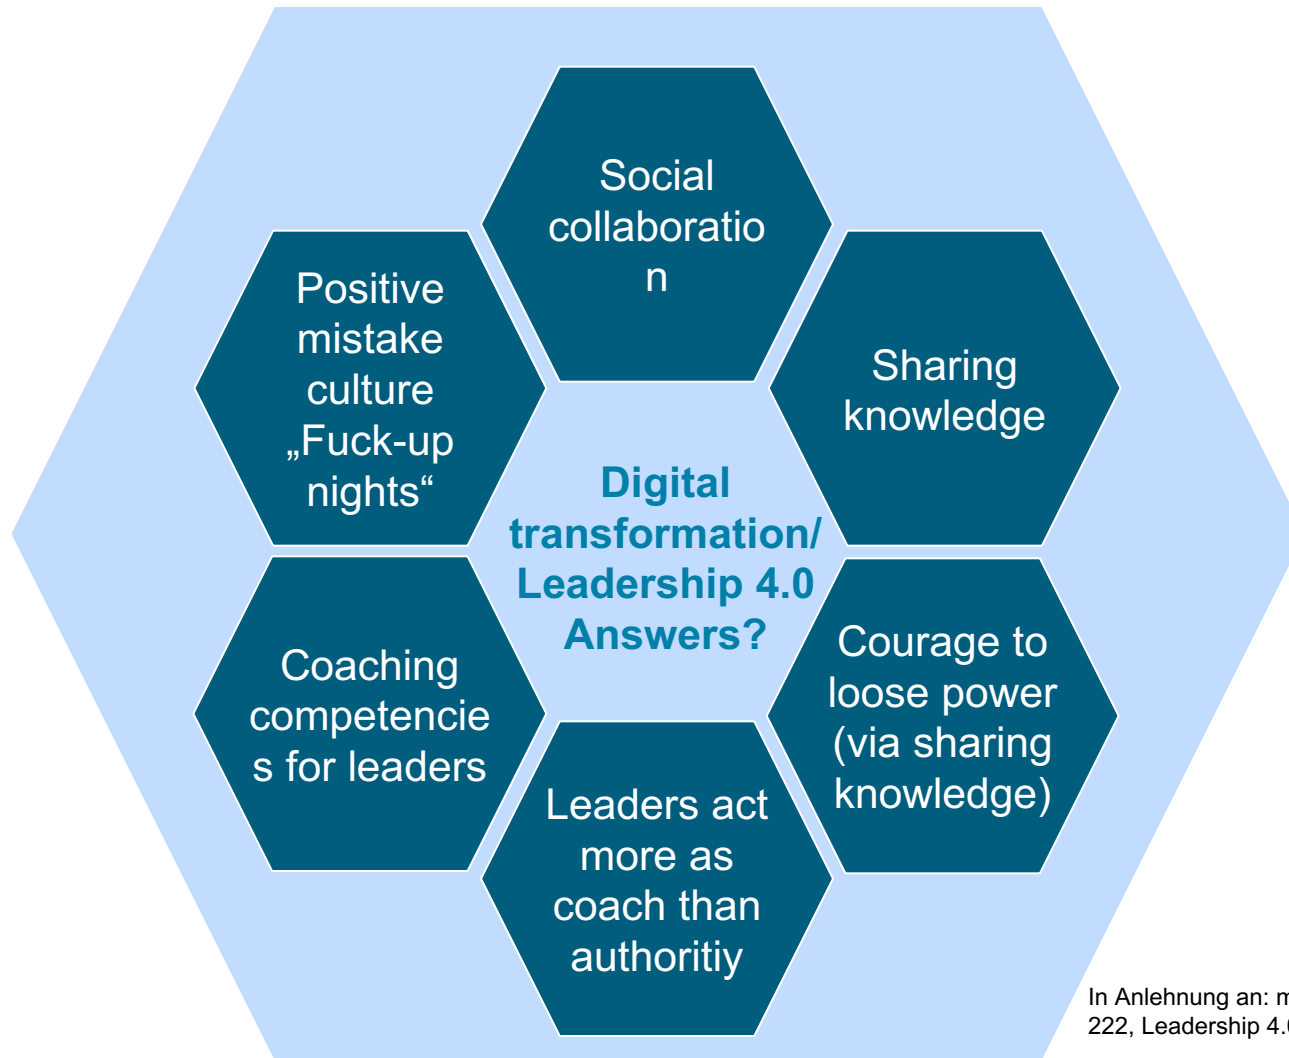 Social
collaboratio
n
Positive
mistake
culture
„Fuck-up
nights“
Sharing
knowledge
Digital
transformation/
Leadership 4.0
Answers?
Coaching
competencie
s for leaders
Courage to
loose power
(via sharing
knowledge)
Leaders act
more as
coach than
authoritiy
In Anlehnung an:
222, Leadership